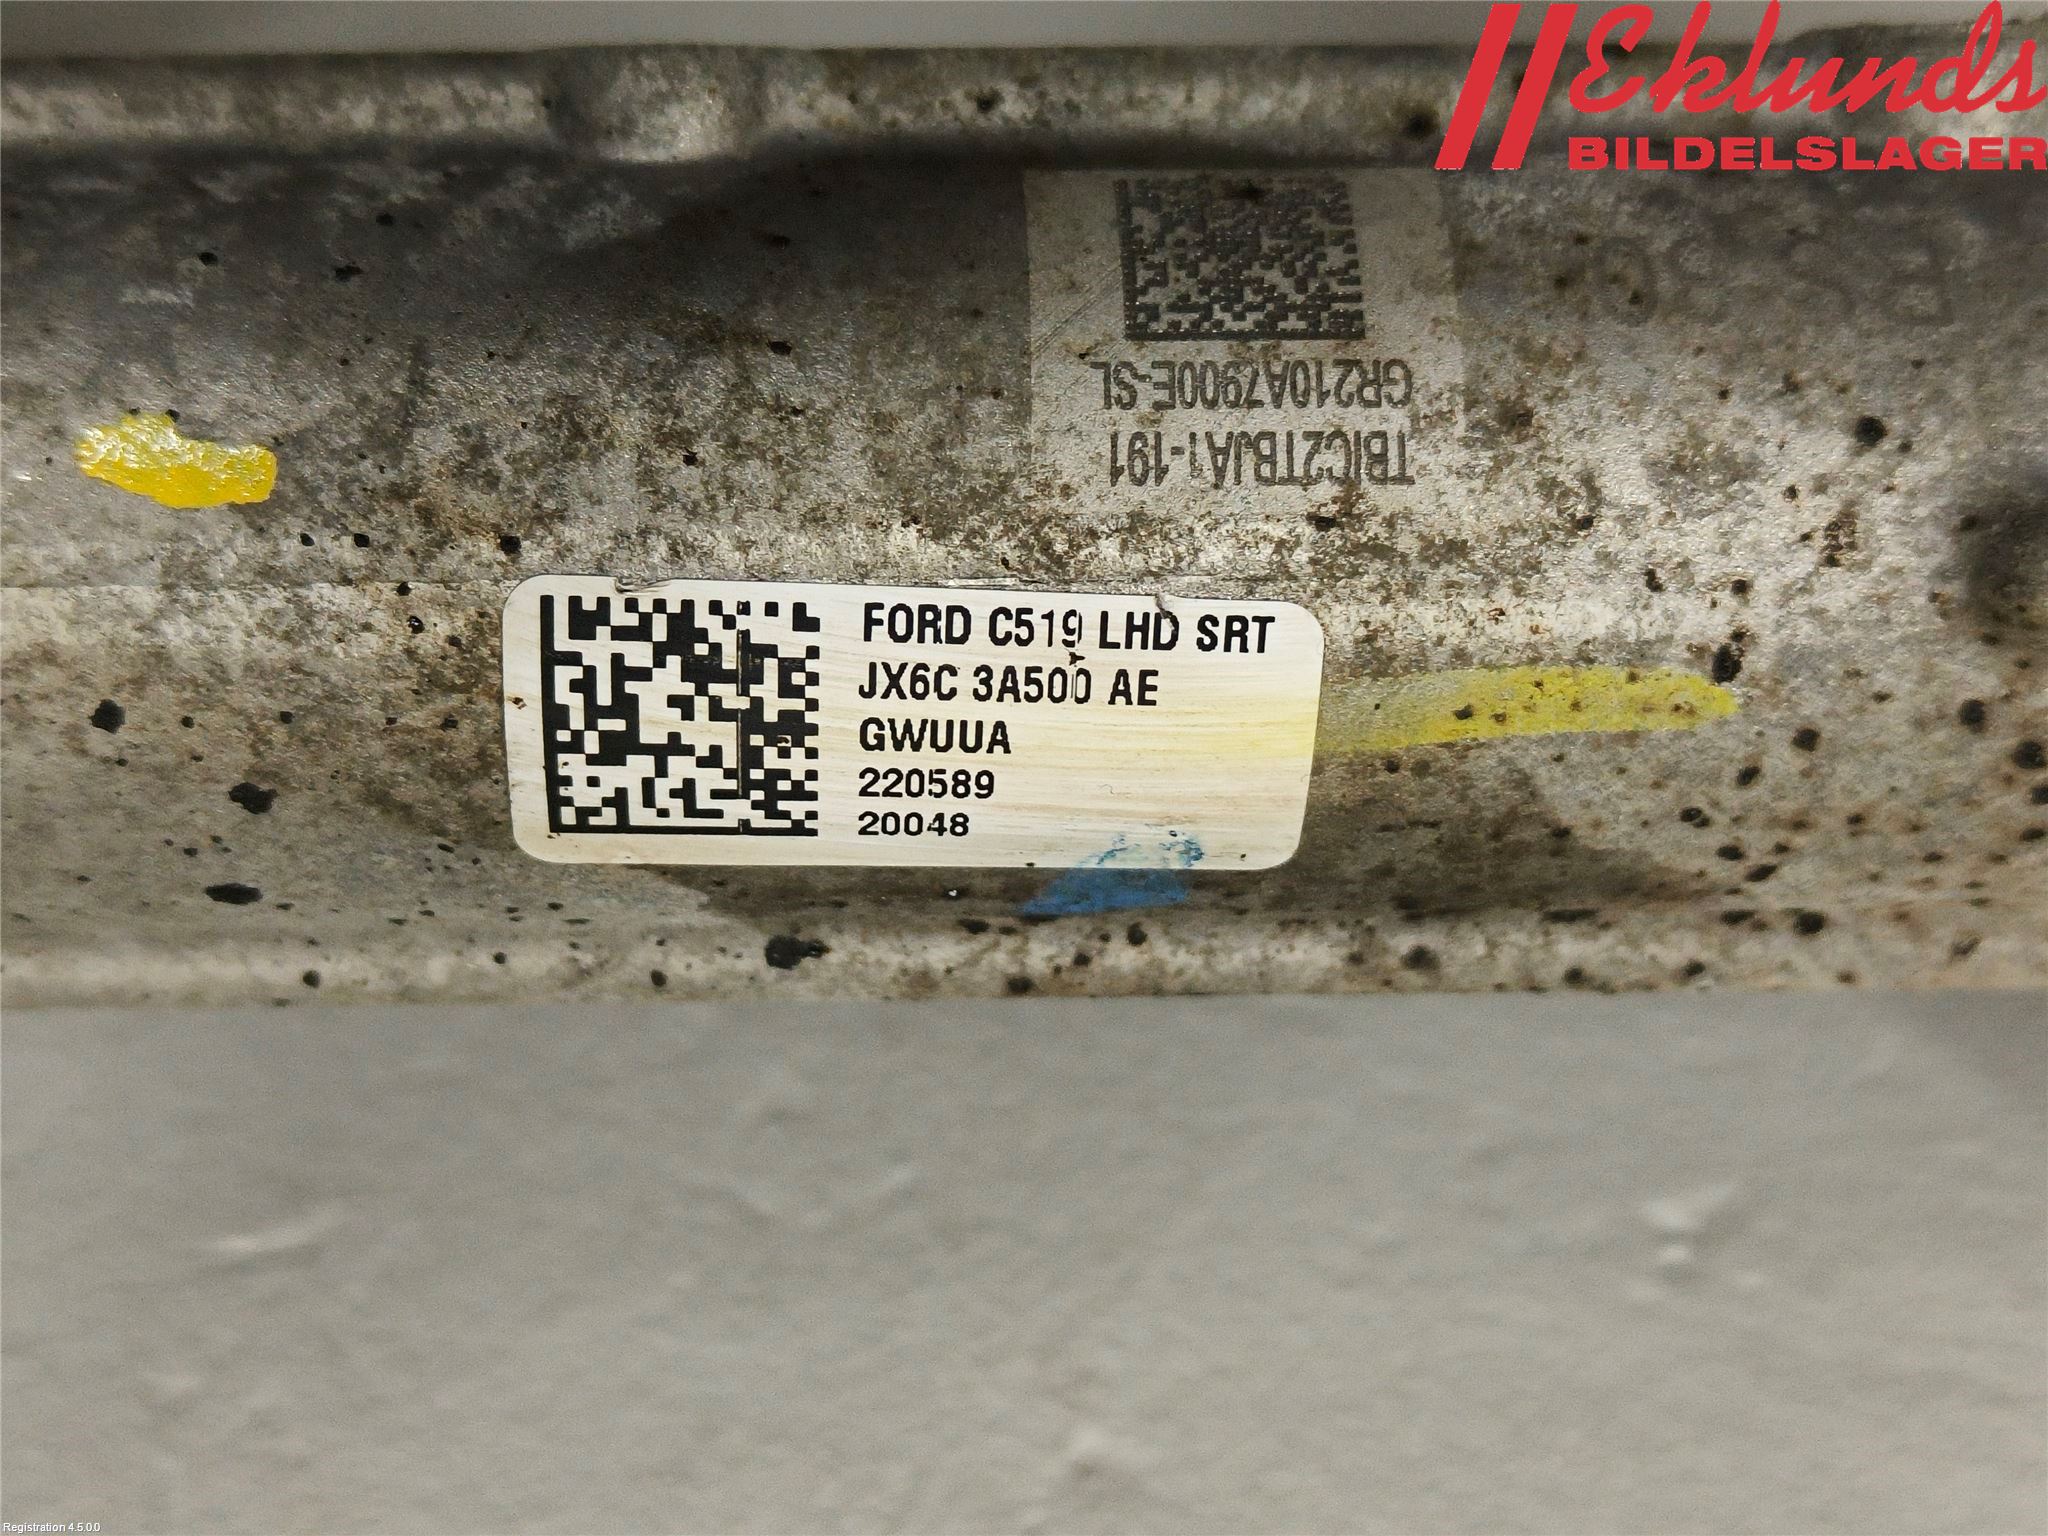 Eklunds
BILDELSLAGER
GR210A7900E-SL
TBIC2TBJA1-191
FORD C519 LHD SRT
JX6C 3A500 AE
GWUUA
220589
20048
Registration 4.5.0.0